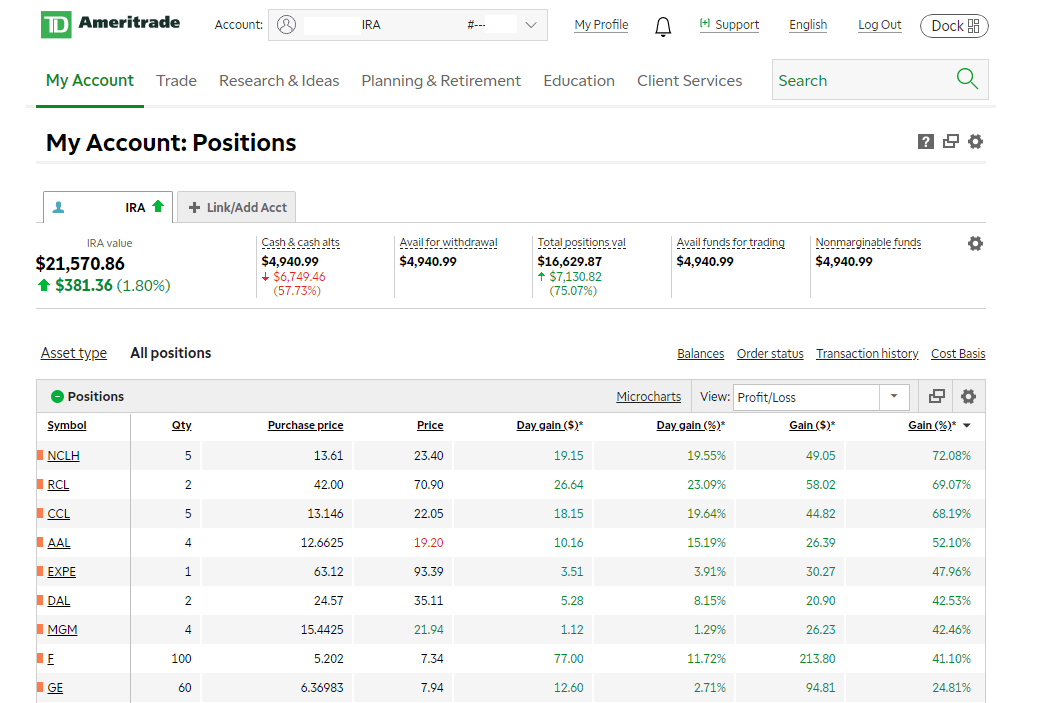 TD Ameritrade Account: IRA #--- My Profile [+] Support English Log Out Dock
My Account Trade Research & Ideas Planning & Retirement Education Client Services Search
My Account: Positions ?
IRA + Link/Add Acct
IRA value Cash & cash alts Avail for withdrawal Total positions val Avail funds for trading Nonmarginable funds
$21,570.86 $4,940.99 $4,940.99 $16,629.87 $4,940.99 $4,940.99
$381.36 (1.80%) $6,749.46 $7,130.82
(57.73%) (75.07%)
Asset type All positions Balances Order status Transaction history Cost Basis
Positions Microcharts View: Profit/Loss
Symbol Qty Purchase price Price Day gain ($)* Day gain (%)* Gain ($)* Gain (%)*
NCLH 5 13.61 23.40 19.15 19.55% 49.05 72.08%
RCL 2 42.00 70.90 26.64 23.09% 58.02 69.07%
CCL 5 13.146 22.05 18.15 19.64% 44.82 68.19%
AAL 4 12.6625 19.20 10.16 15.19% 26.39 52.10%
EXPE 1 63.12 93.39 3.51 3.91% 30.27 47.96%
DAL 2 24.57 35.11 5.28 8.15% 20.90 42.53%
MGM 4 15.4425 21.94 1.12 1.29% 26.23 42.46%
F 100 5.202 7.34 77.00 11.72% 213.80 41.10%
GE 60 6.36983 7.94 12.60 2.71% 94.81 24.81%